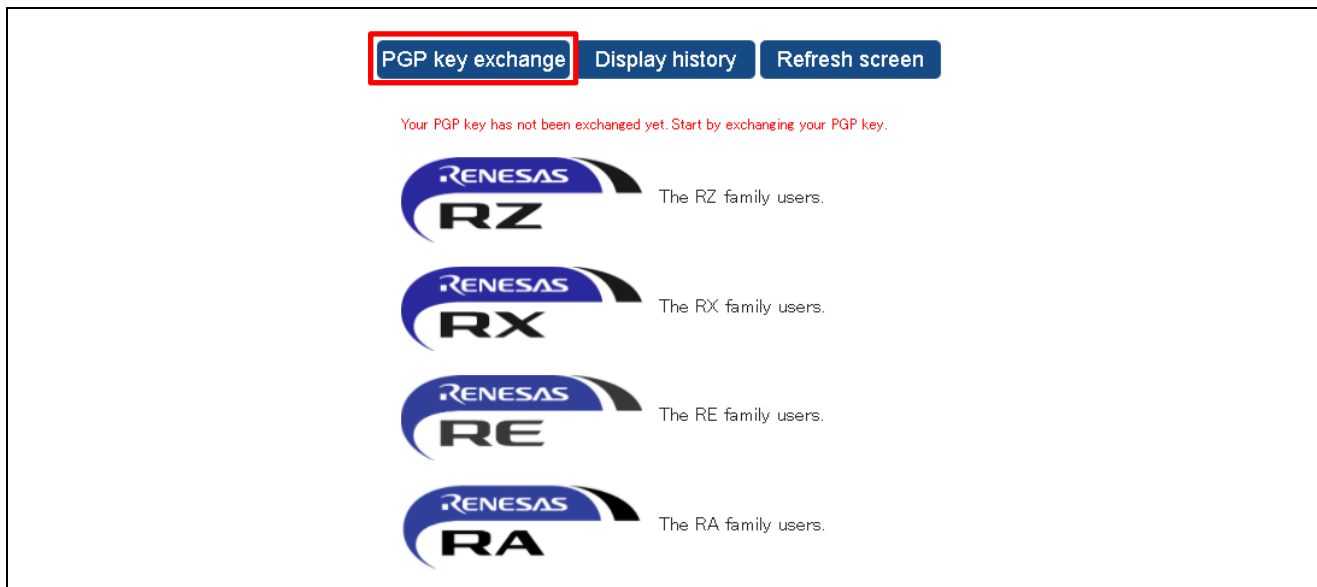 PGP key exchange Display history Refresh screen
Your PGP key has not been exchanged yet. Start by exchanging your PGP key.
RENESAS
RZ
The RZ family users.
RENESAS
RX
The RX family users.
RENESAS
RE
The RE family users.
RENESAS
RA
The RA family users.